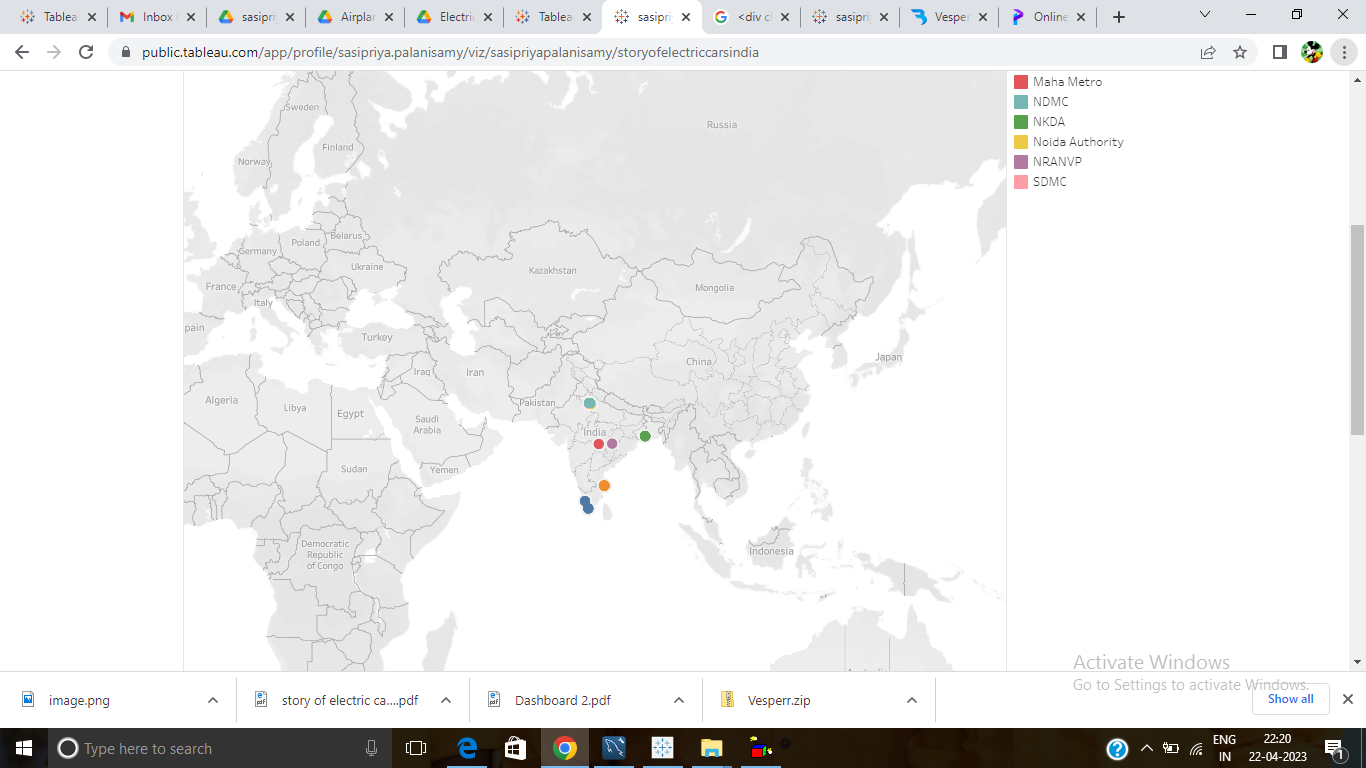 Tablea
Inbox
sasipri
Airplan
Electric
Tablea
sasipri
<div cl
sasipri
Vesper
Online
public.tableau.com/app/profile/sasipriya.palanisamy/viz/sasipriyapalanisamy/storyofelectriccarsindia
Maha Metro
NDMC
NKDA
Noida Authority
NRANVP
SDMC
Sweden
Russia
Finland
Norway
Poland
Belarus
Germany
Ukraine
Kazakhstan
France
Mongolia
Italy
pain
Turkey
Japan
China
Iraq
Iran
Algeria
Libya
Egypt
Pakistan
Saudi
Arabia
India
Sudan
Yemen
Democratic
Republic
of Congo
Indonesia
Activate Windows
Go to Settings to activate Windows.
image.png
story of electric ca....pdf
Dashboard 2.pdf
Vesperr.zip
Show all
Type here to search
ENG
IN
22:20
22-04-2023
1